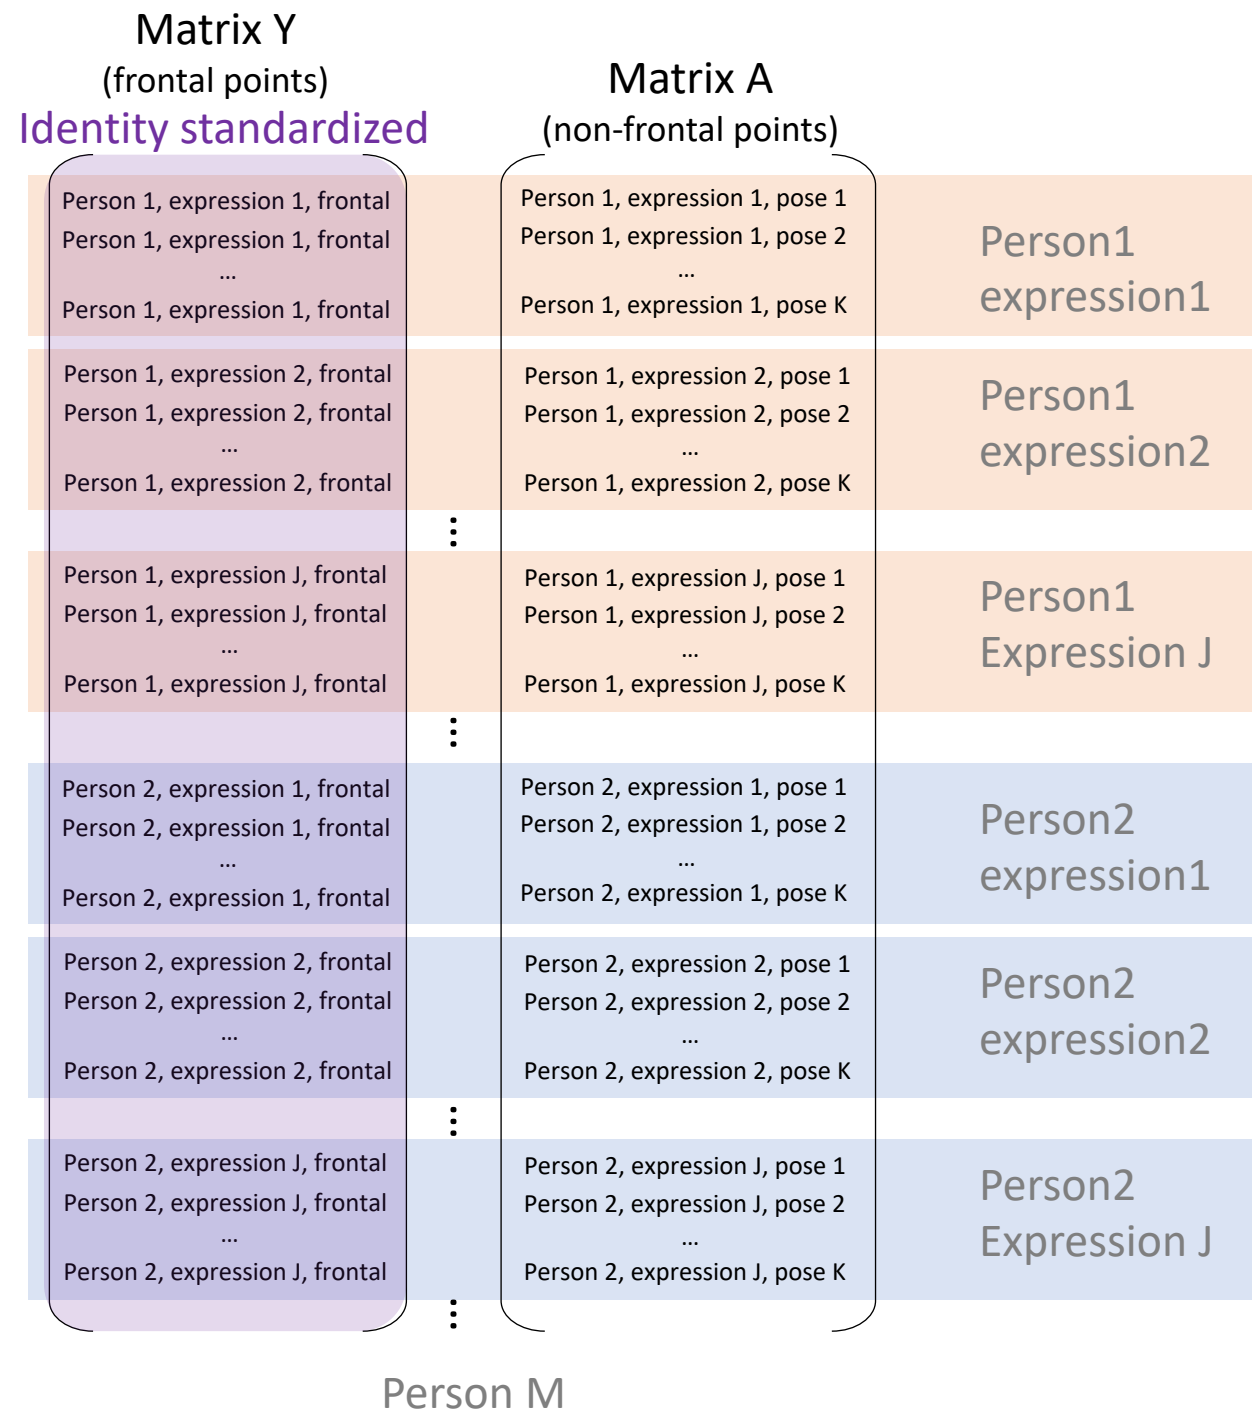 Matrix Y
(frontal points)
Identity standardized
Matrix A
(non-frontal points)
Person 1, expression 1, frontal
Person 1, expression 1, frontal
...
Person 1, expression 1, frontal
Person 1, expression 1, pose 1
Person 1, expression 1, pose 2
...
Person 1, expression 1, pose K
Person1
expression1
Person 1, expression 2, frontal
Person 1, expression 2, frontal
...
Person 1, expression 2, frontal
Person 1, expression 2, pose 1
Person 1, expression 2, pose 2
...
Person 1, expression 2, pose K
Person1
expression2
⋮
Person 1, expression J, frontal
Person 1, expression J, frontal
...
Person 1, expression J, frontal
Person 1, expression J, pose 1
Person 1, expression J, pose 2
...
Person 1, expression J, pose K
Person1
Expression J
⋮
Person 2, expression 1, frontal
Person 2, expression 1, frontal
...
Person 2, expression 1, frontal
Person 2, expression 1, pose 1
Person 2, expression 1, pose 2
...
Person 2, expression 1, pose K
Person2
expression1
Person 2, expression 2, frontal
Person 2, expression 2, frontal
...
Person 2, expression 2, frontal
Person 2, expression 2, pose 1
Person 2, expression 2, pose 2
...
Person 2, expression 2, pose K
Person2
expression2
⋮
Person 2, expression J, frontal
Person 2, expression J, frontal
...
Person 2, expression J, frontal
Person 2, expression J, pose 1
Person 2, expression J, pose 2
...
Person 2, expression J, pose K
Person2
Expression J
⋮
Person M